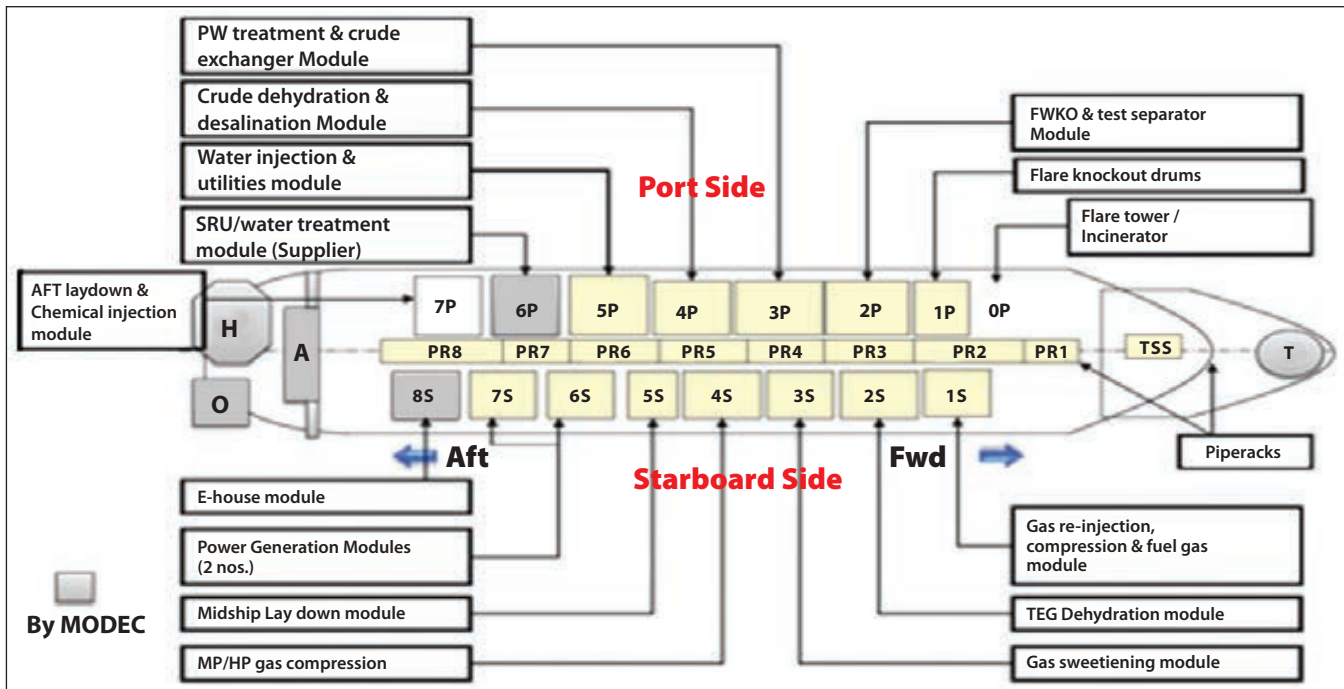 PW treatment & crude
exchanger Module
Crude dehydration &
desalination Module
Water injection &
utilities module
SRU/water treatment
module (Supplier)
AFT laydown &
Chemical injection
module
FWKO & test separator
Module
Flare knockout drums
Flare tower /
Incinerator
Port Side
H
A
O
7P
6P
5P
4P
3P
2P
1P
0P
PR8
PR7
PR6
PR5
PR4
PR3
PR2
PR1
TSS
T
8S
7S
6S
5S
4S
3S
2S
1S
Aft
Fwd
Starboard Side
Piperacks
E-house module
Power Generation Modules
(2 nos.)
Midship Lay down module
MP/HP gas compression
Gas re-injection,
compression & fuel gas
module
TEG Dehydration module
Gas sweetiening module
By MODEC